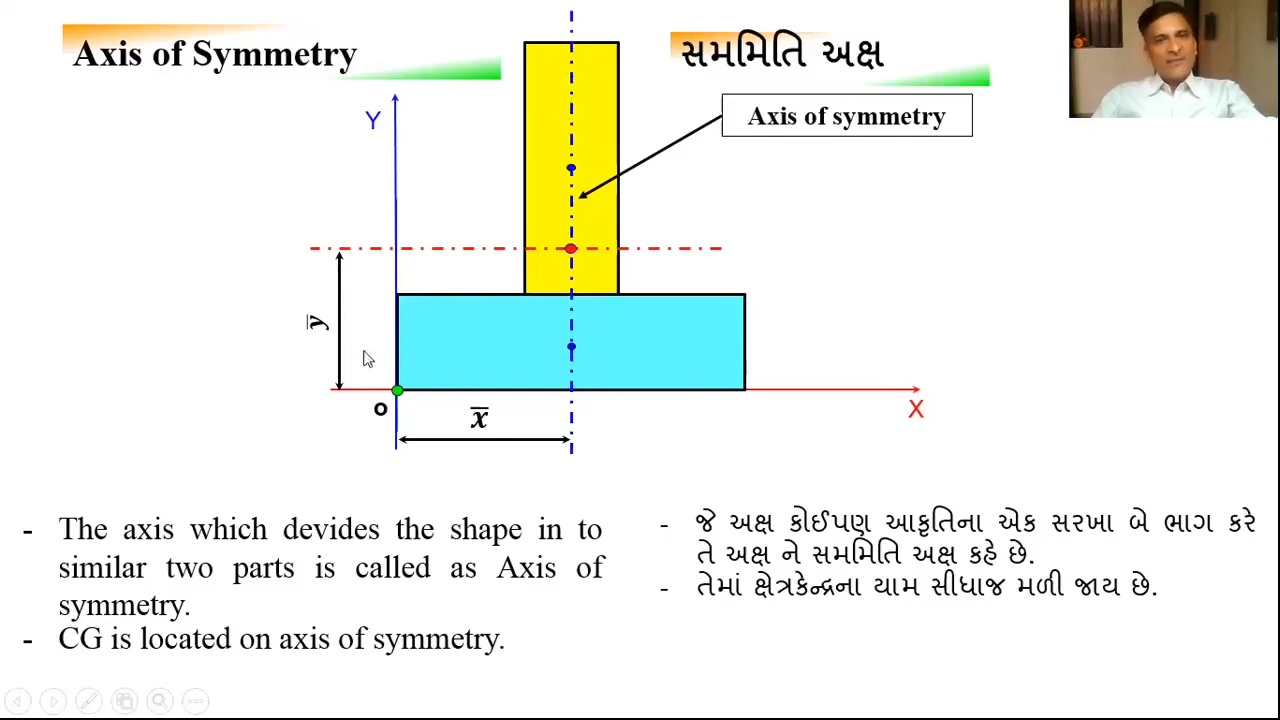 Axis of Symmetry
સમમિતિ અક્ષ
Y
Axis of symmetry
y̅
O
x̅
X
- The axis which devides the shape in to
similar two parts is called as Axis of
symmetry.
- CG is located on axis of symmetry.
- જે અક્ષ કોઈપણ આકૃતિના એક સરખા બે ભાગ કરે
તે અક્ષ ને સમમિતિ અક્ષ કહે છે.
- તેમાં ક્ષેત્રકેન્દ્રના યામ સીધાજ મળી જાય છે.